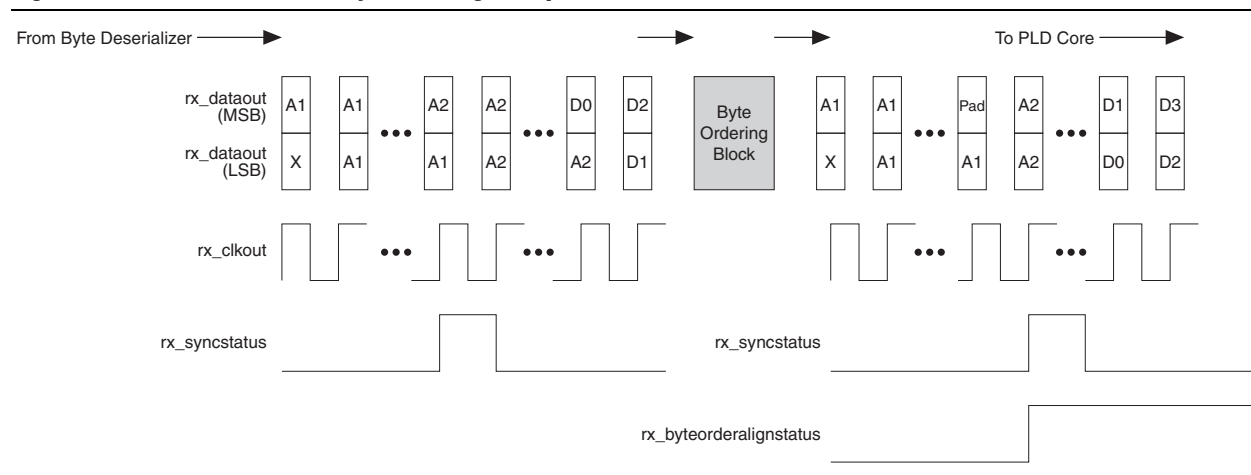 From Byte Deserializer
To PLD Core
rx_dataout
(MSB)
A1 A1 ••• A2 A2 ••• D0 D2
rx_dataout
(LSB)
X A1 A1 A2 A2 D1
Byte
Ordering
Block
A1 A1 ••• Pad A2 ••• D1 D3
X A1 A1 A2 D0 D2
rx_clkout
••• •••
••• •••
rx_syncstatus
rx_syncstatus
rx_byteorderalignstatus